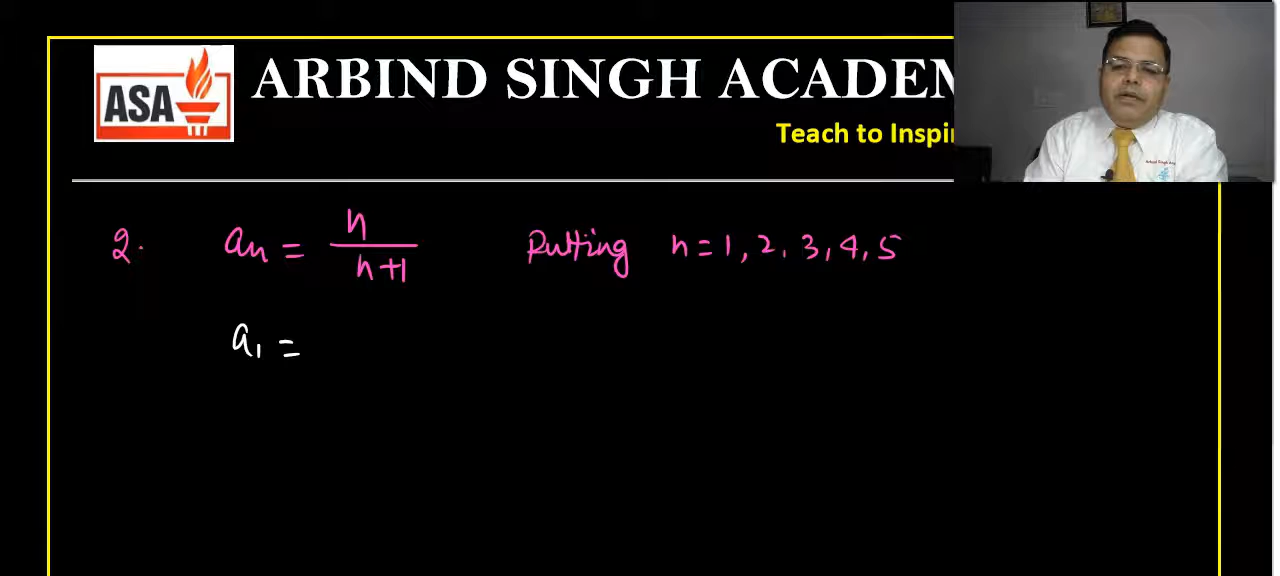 ASA
ARBIND SINGH ACADEM
Teach to Inspi
2. an = n/(n+1) Putting n = 1, 2, 3, 4, 5
a₁ =